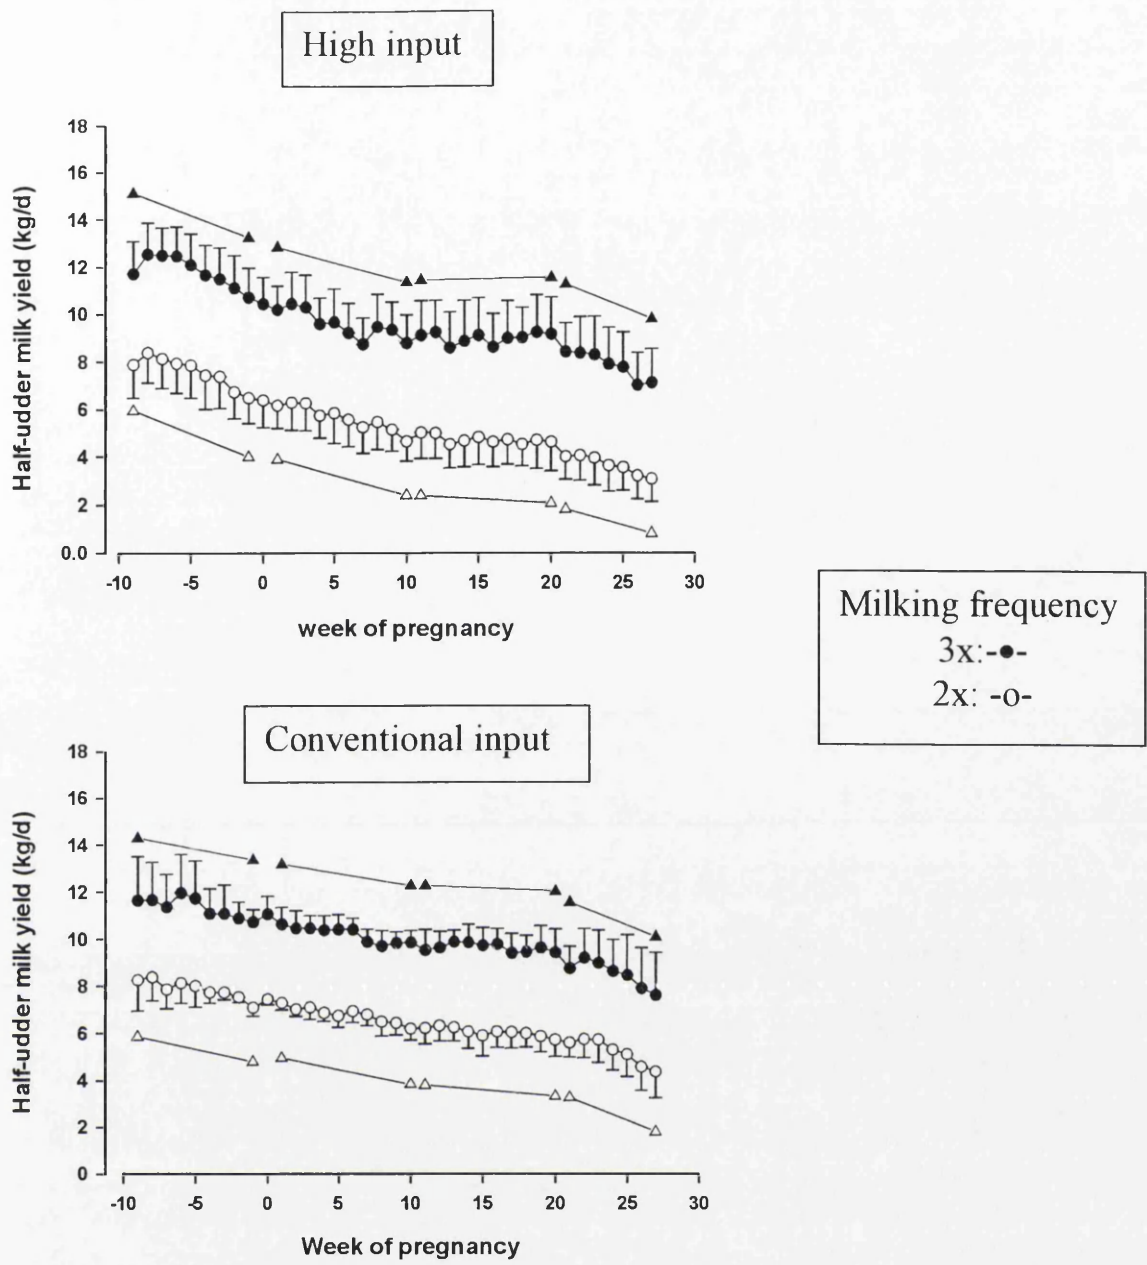 High input
18
16
14
12
10
8
6
4
2
0.0
Half-udder milk yield (kg/d)
-10 -5 0 5 10 15 20 25 30
week of pregnancy
Milking frequency
3x:-●-
2x: -o-
Conventional input
18
16
14
12
10
8
6
4
2
0
Half-udder milk yield (kg/d)
-10 -5 0 5 10 15 20 25 30
Week of pregnancy